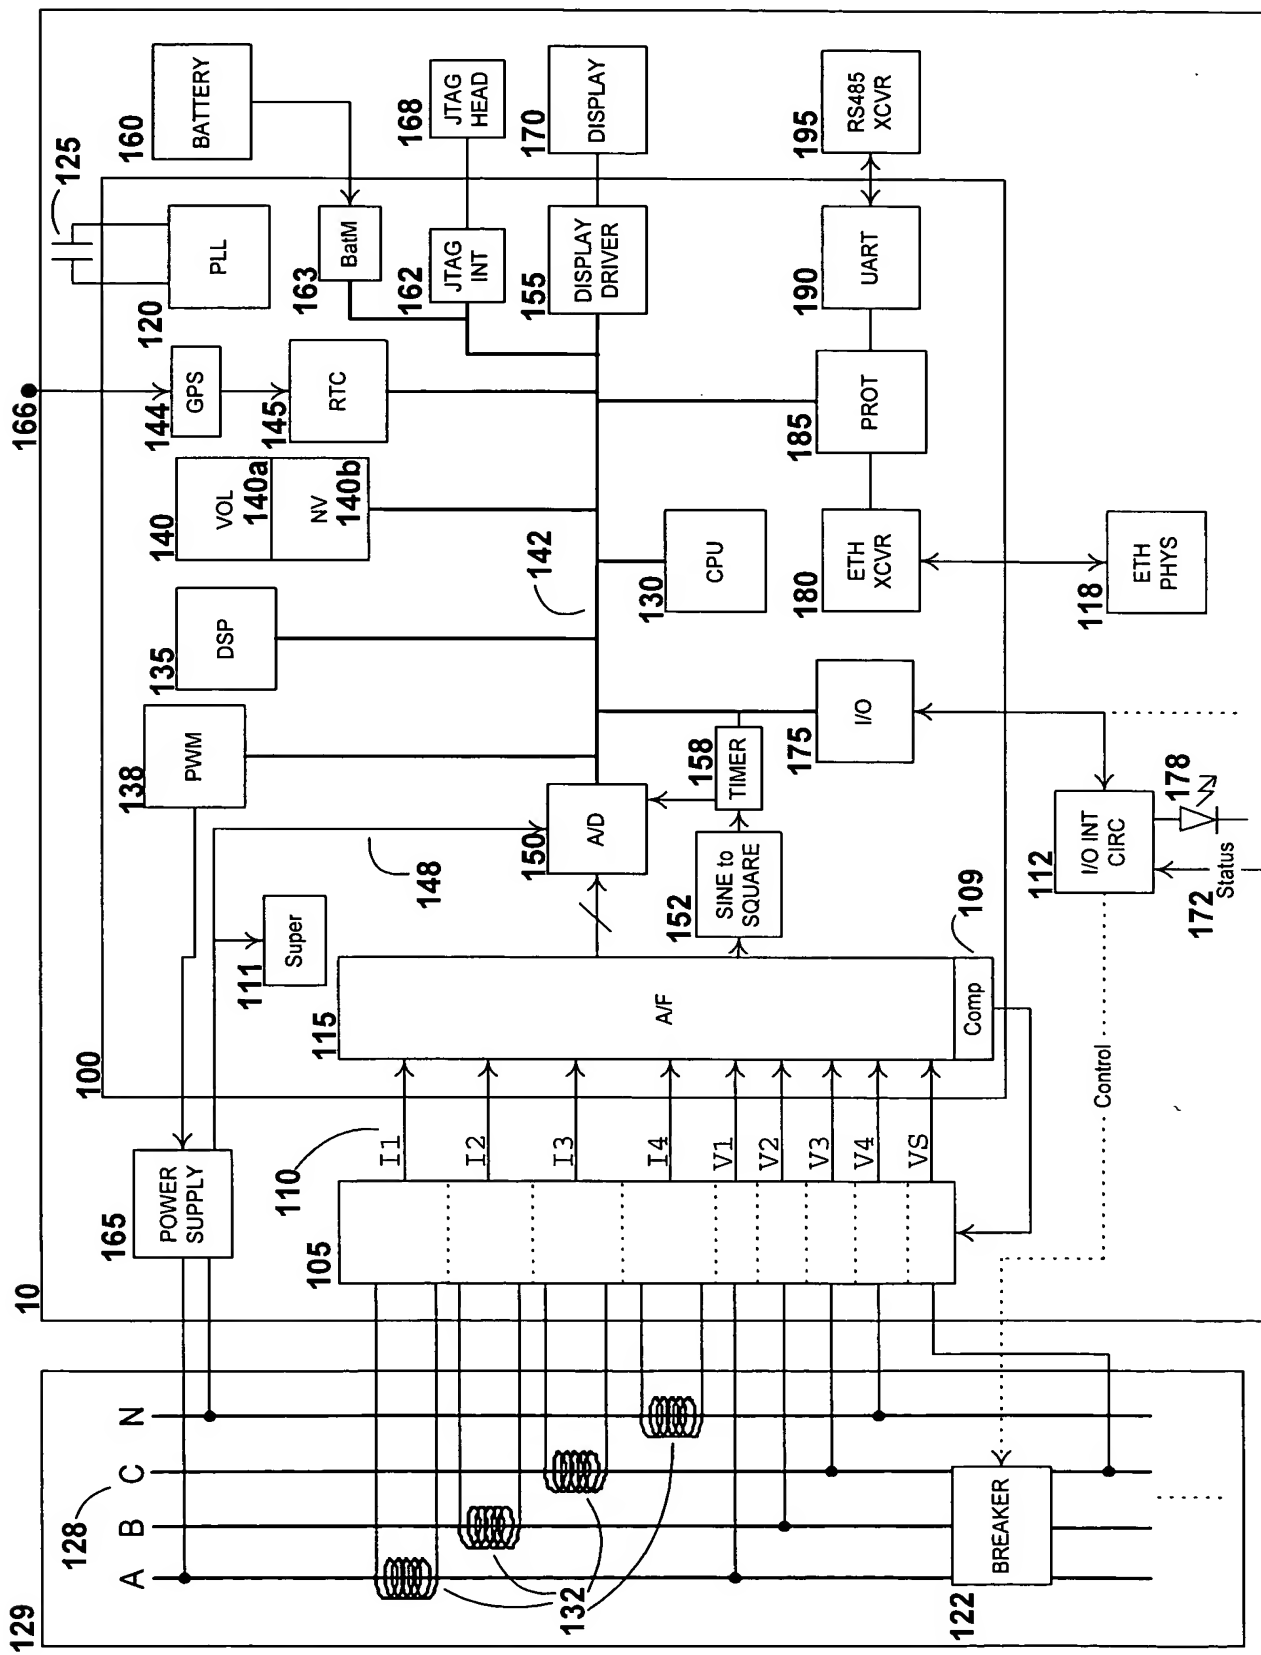 10
100
160
BATTERY
125
120
PLL
163
BatM
168
JTAG
HEAD
162
JTAG
INT
170
DISPLAY
155
DISPLAY
DRIVER
195
RS485
XCVR
190
UART
185
PROT
166
144
GPS
145
RTC
140
VOL
140a
NV
140b
142
130
CPU
180
ETH
XCVR
118
ETH
PHYS
135
DSP
138
PWM
148
150
A/D
158
TIMER
152
SINE to
SQUARE
175
I/O
112
I/O INT
CIRC
178
172
Status
109
111
Super
115
A/F
Comp
165
POWER
SUPPLY
110
I1
I2
I3
I4
V1
V2
V3
V4
VS
Control
105
129
128
A
B
C
N
132
122
BREAKER